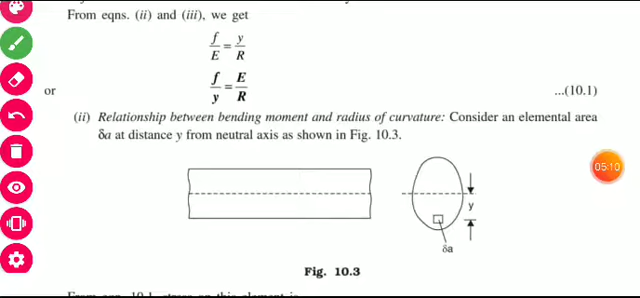 From eqns. (ii) and (iii), we get
f/E = y/R
or f/y = E/R ...(10.1)
(ii) Relationship between bending moment and radius of curvature: Consider an elemental area
δa at distance y from neutral axis as shown in Fig. 10.3.
05:10
y
δa
Fig. 10.3